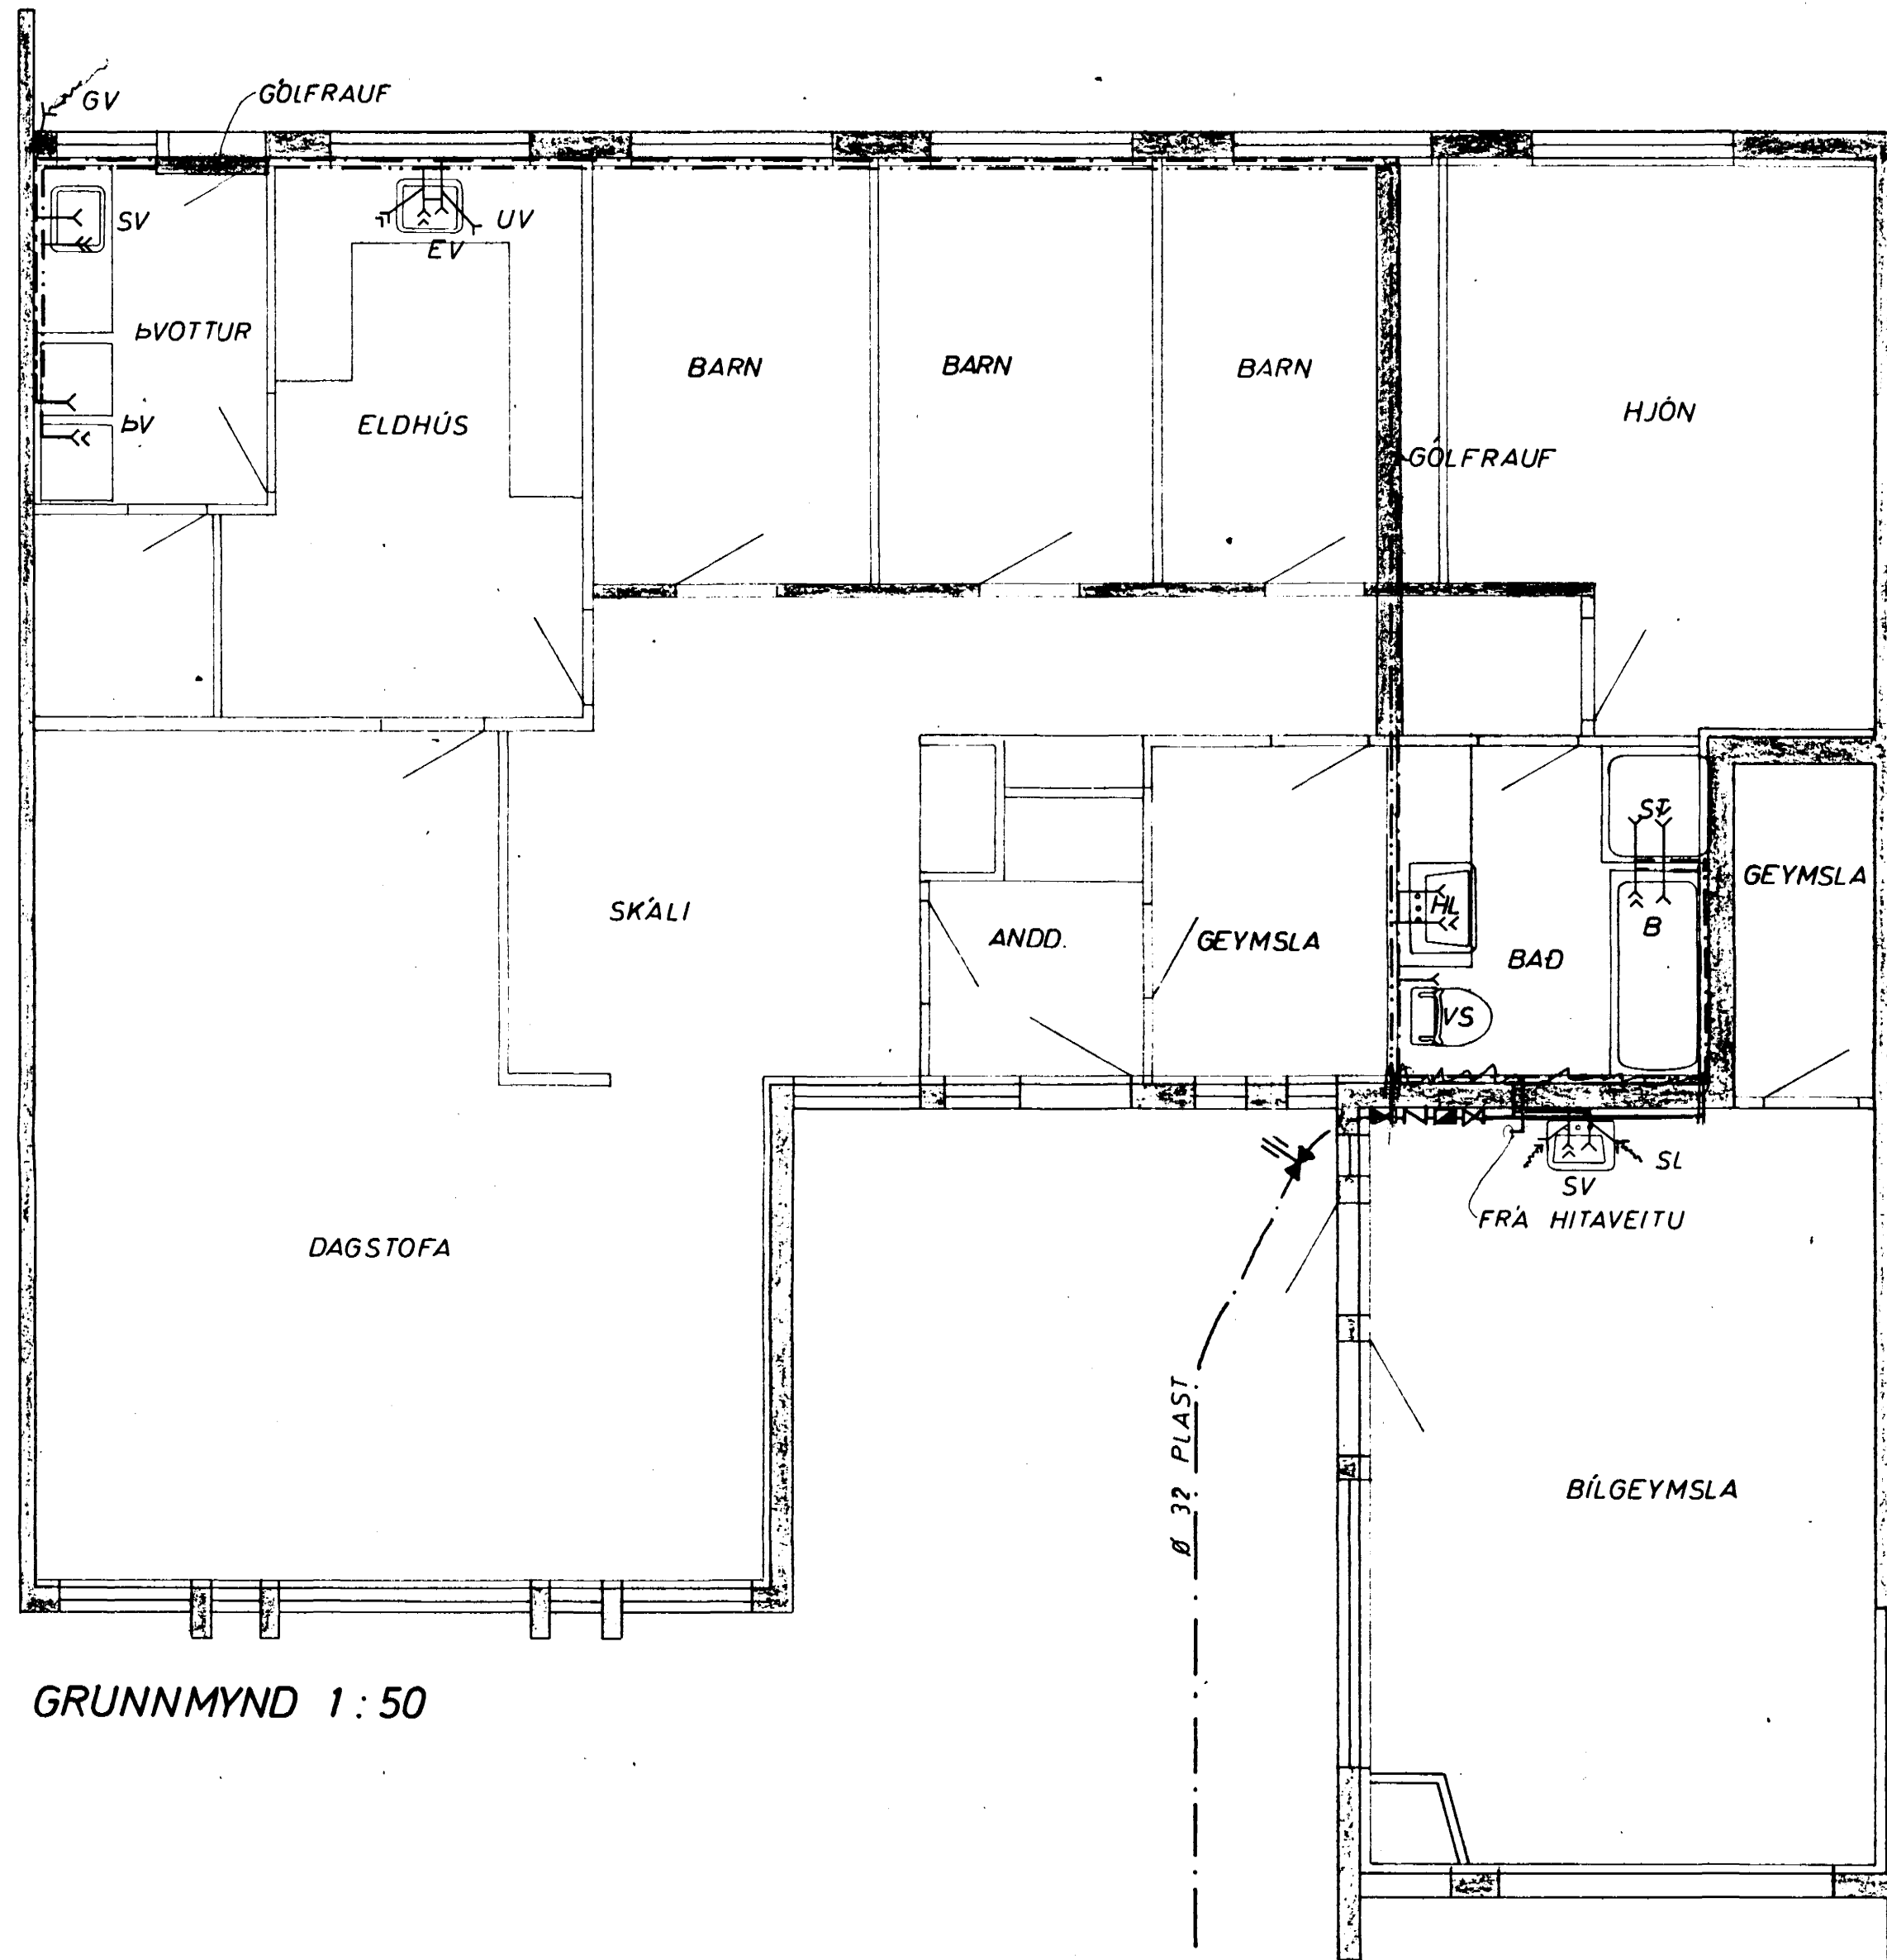 GV
GÓLFRAUF
SV
UV
EV
ÞVOTTUR
BARN
BARN
BARN
HJÓN
ÞV
ELDHÚS
GÓLFRAUF
ST
GEYMSLA
SKÁLI
HL
B
ANDD.
GEYMSLA
BAÐ
VS
SL
SV
FRÁ HITAVEITU
DAGSTOFA
Ø 32 PLAST
BÍLGEYMSLA
GRUNNMYND 1:50